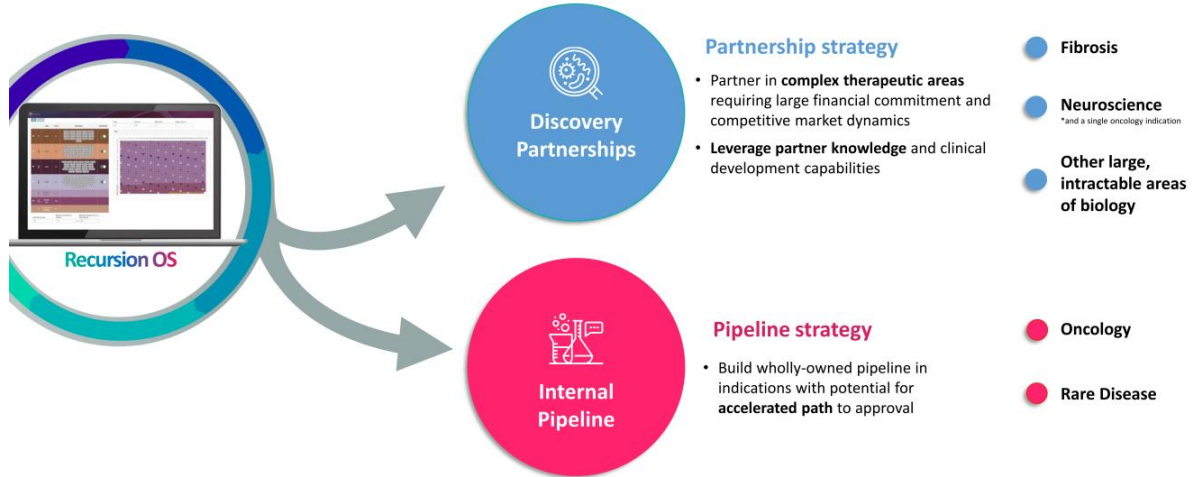 Recursion OS
Discovery
Partnerships
Partnership strategy
• Partner in complex therapeutic areas
requiring large financial commitment and
competitive market dynamics
• Leverage partner knowledge and clinical
development capabilities
Fibrosis
Neuroscience
*and a single oncology indication
Other large,
intractable areas
of biology
Internal
Pipeline
Pipeline strategy
• Build wholly-owned pipeline in
indications with potential for
accelerated path to approval
Oncology
Rare Disease